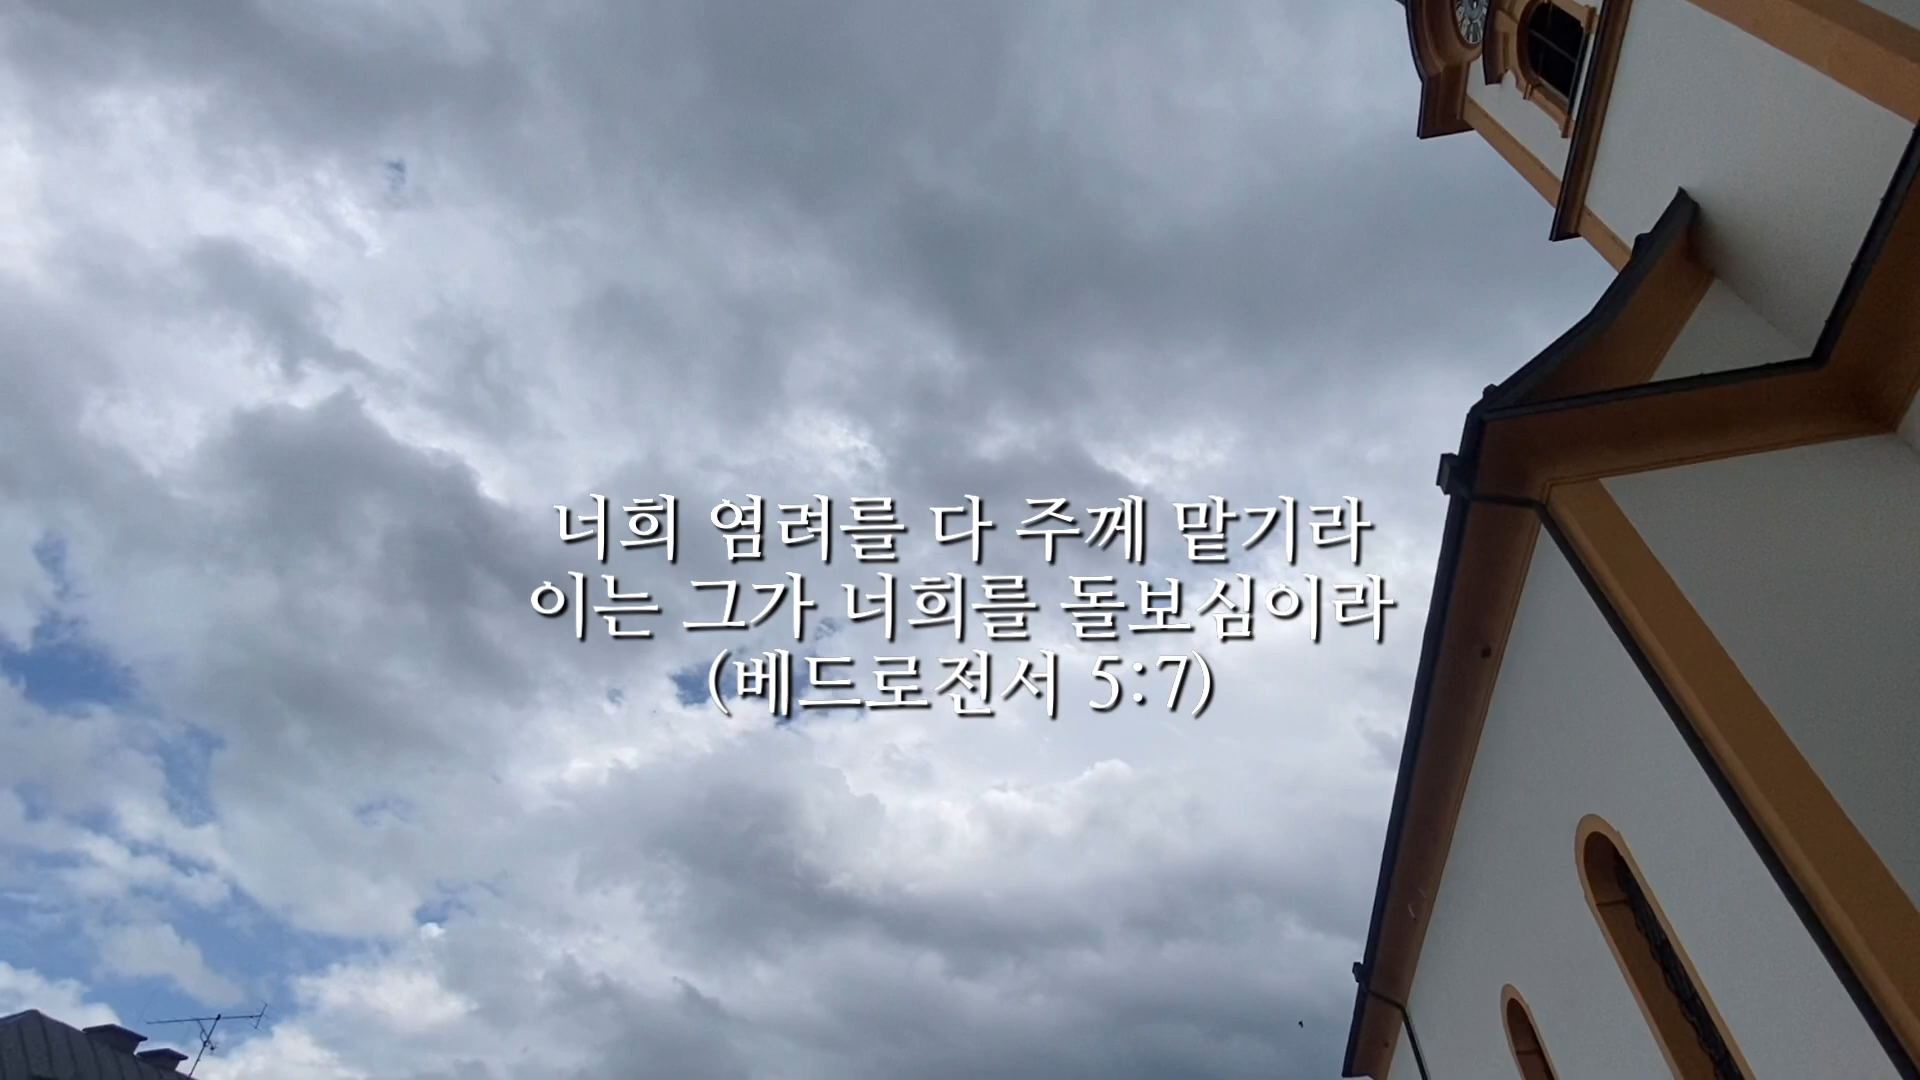 너희 염려를 다 주께 맡기라
이는 그가 너희를 돌보심이라
(베드로전서 5:7)